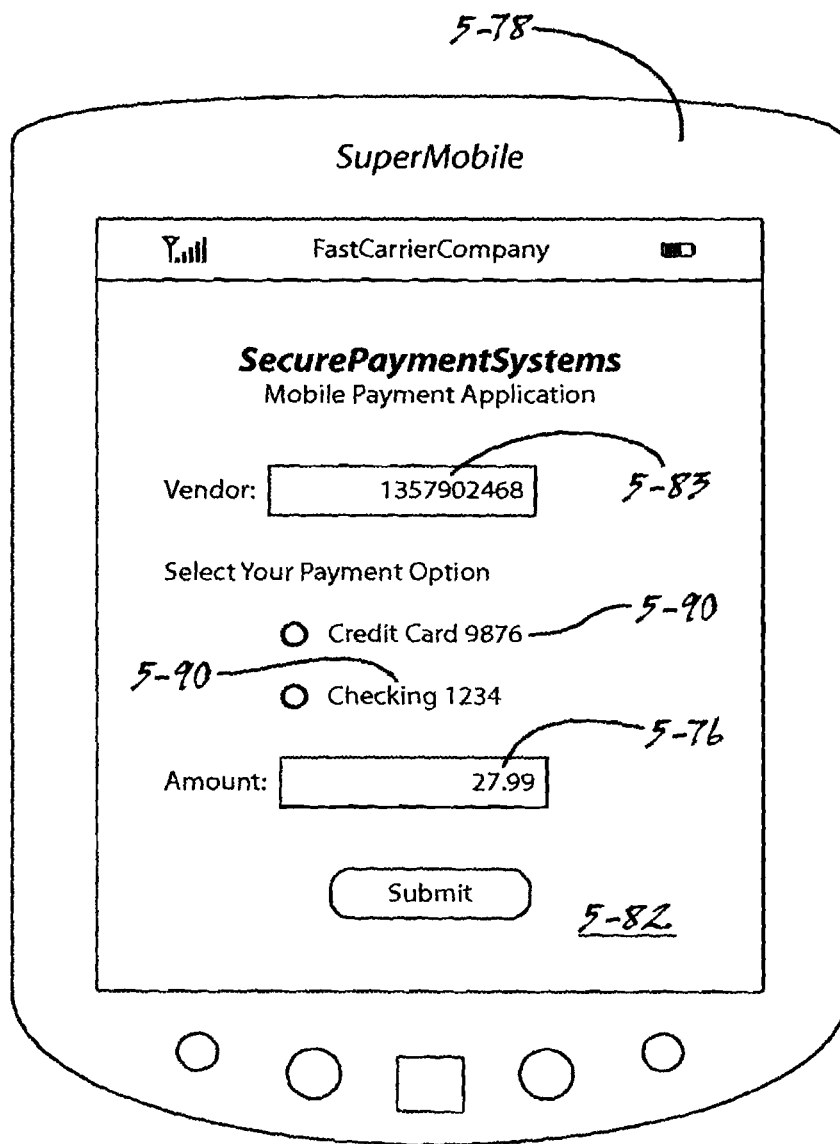 5-78
SuperMobile
FastCarrierCompany
SecurePaymentSystems
Mobile Payment Application
Vendor: 1357902468 5-83
Select Your Payment Option
Credit Card 9876 5-90
5-90 Checking 1234
5-76
Amount: 27.99
Submit
5-82